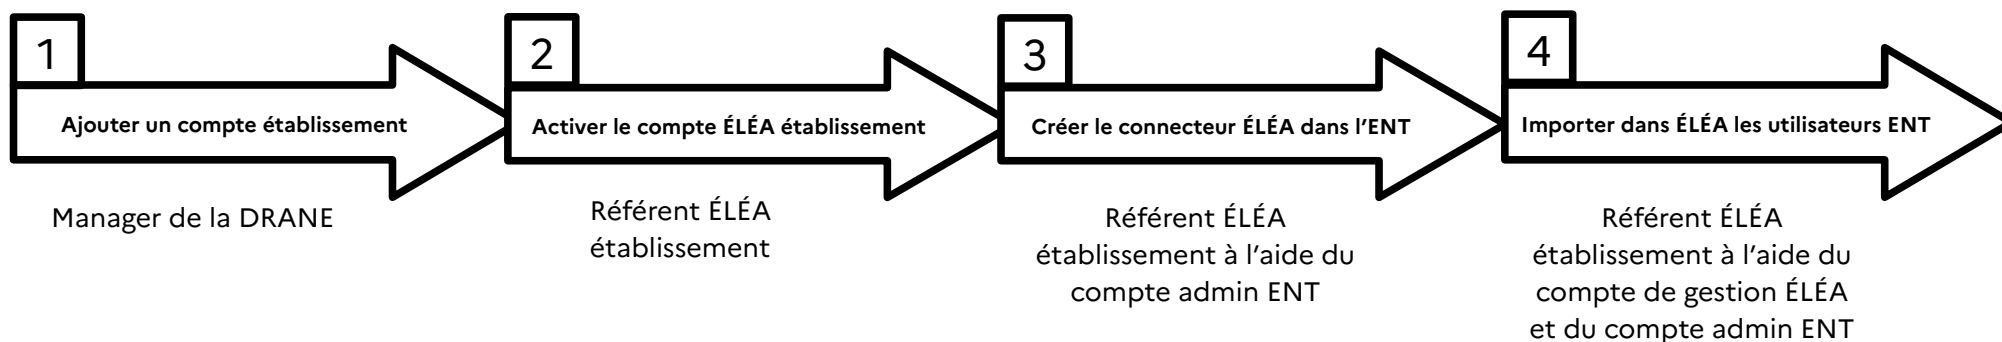 1
Ajouter un compte établissement
Manager de la DRANE
2
Activer le compte ÉLÉA établissement
Référent ÉLÉA
établissement
3
Créer le connecteur ÉLÉA dans l’ENT
Référent ÉLÉA
établissement à l’aide du
compte admin ENT
4
Importer dans ÉLÉA les utilisateurs ENT
Référent ÉLÉA
établissement à l’aide du
compte de gestion ÉLÉA
et du compte admin ENT